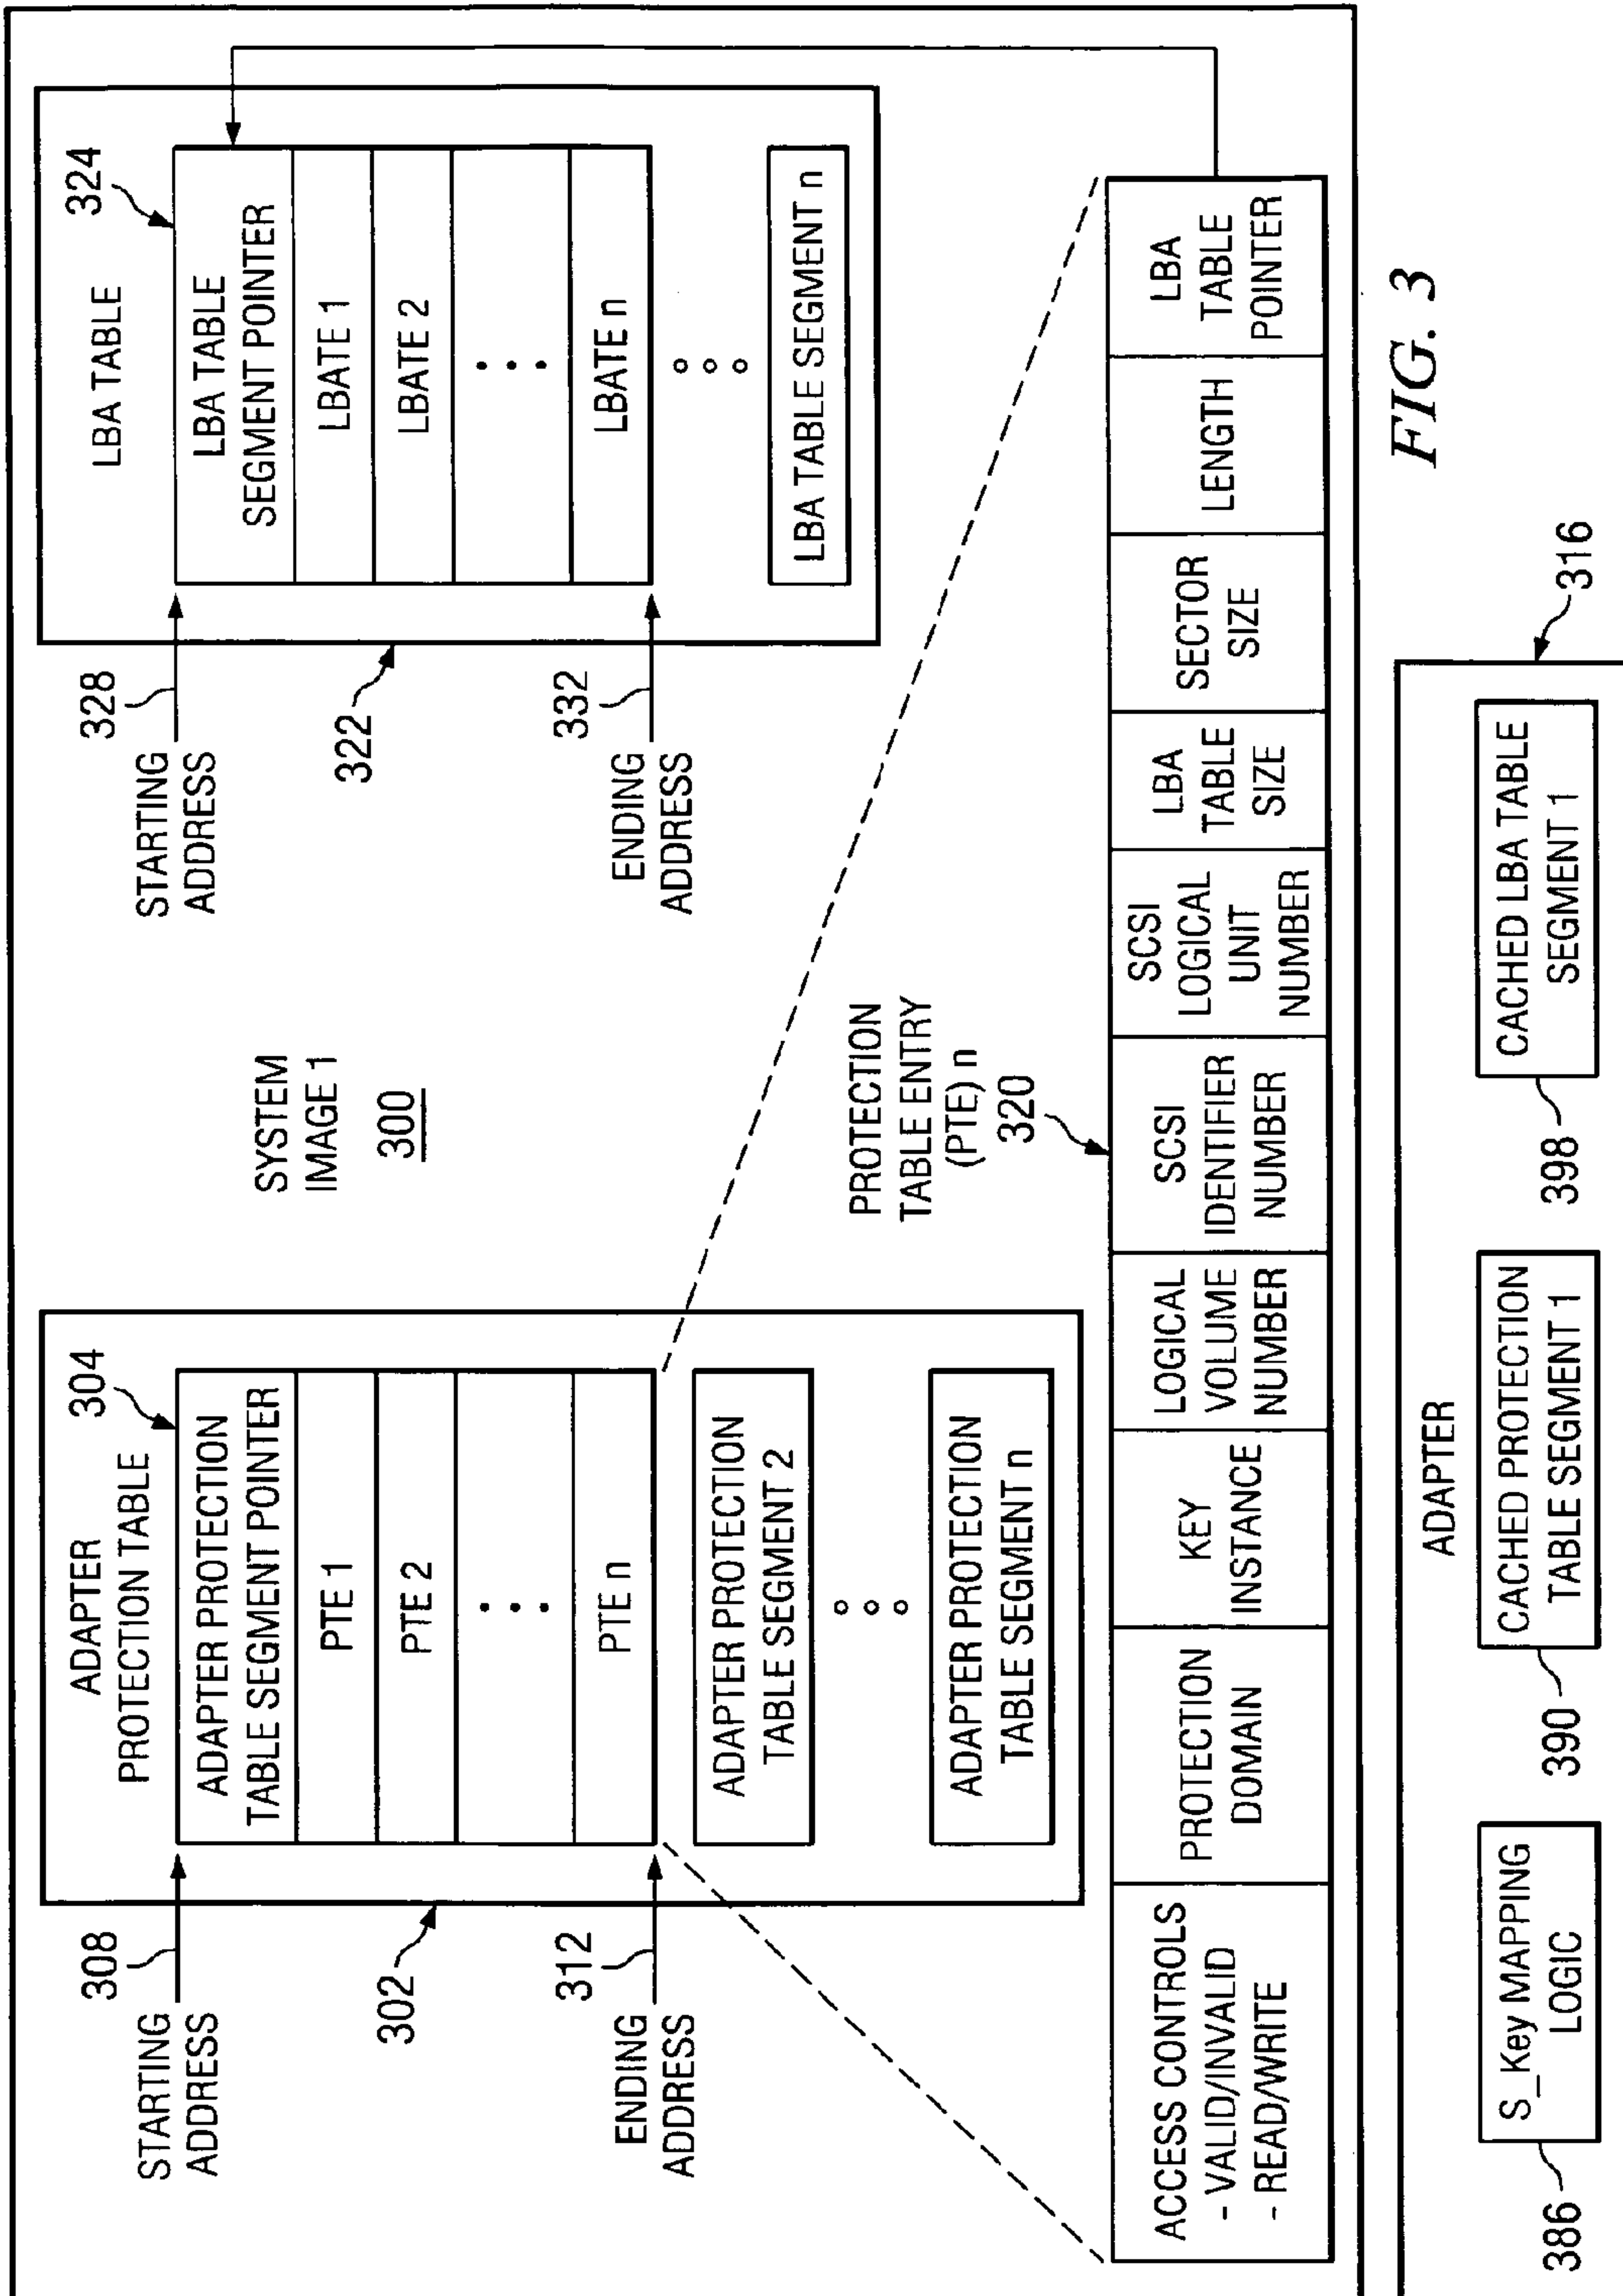 ADAPTER
PROTECTION TABLE
304
308
STARTING
ADDRESS
ADAPTER PROTECTION
TABLE SEGMENT POINTER
PTE 1
PTE 2
PTE n
302
312
ENDING
ADDRESS
ADAPTER PROTECTION
TABLE SEGMENT 2
ADAPTER PROTECTION
TABLE SEGMENT n
SYSTEM
IMAGE 1
300
LBA TABLE
324
328
STARTING
ADDRESS
LBA TABLE
SEGMENT POINTER
LBATE 1
LBATE 2
LBATE n
322
332
ENDING
ADDRESS
LBA TABLE SEGMENT n
PROTECTION
TABLE ENTRY
(PTE) n
320
ACCESS CONTROLS
- VALID/INVALID
- READ/WRITE
PROTECTION
DOMAIN
KEY
INSTANCE
LOGICAL
VOLUME
NUMBER
SCSI
IDENTIFIER
NUMBER
SCSI
LOGICAL
UNIT
NUMBER
LBA
TABLE
SIZE
SECTOR
SIZE
LENGTH
LBA
TABLE
POINTER
ADAPTER
316
386
S_Key MAPPING
LOGIC
390
CACHED PROTECTION
TABLE SEGMENT 1
398
CACHED LBA TABLE
SEGMENT 1
FIG. 3